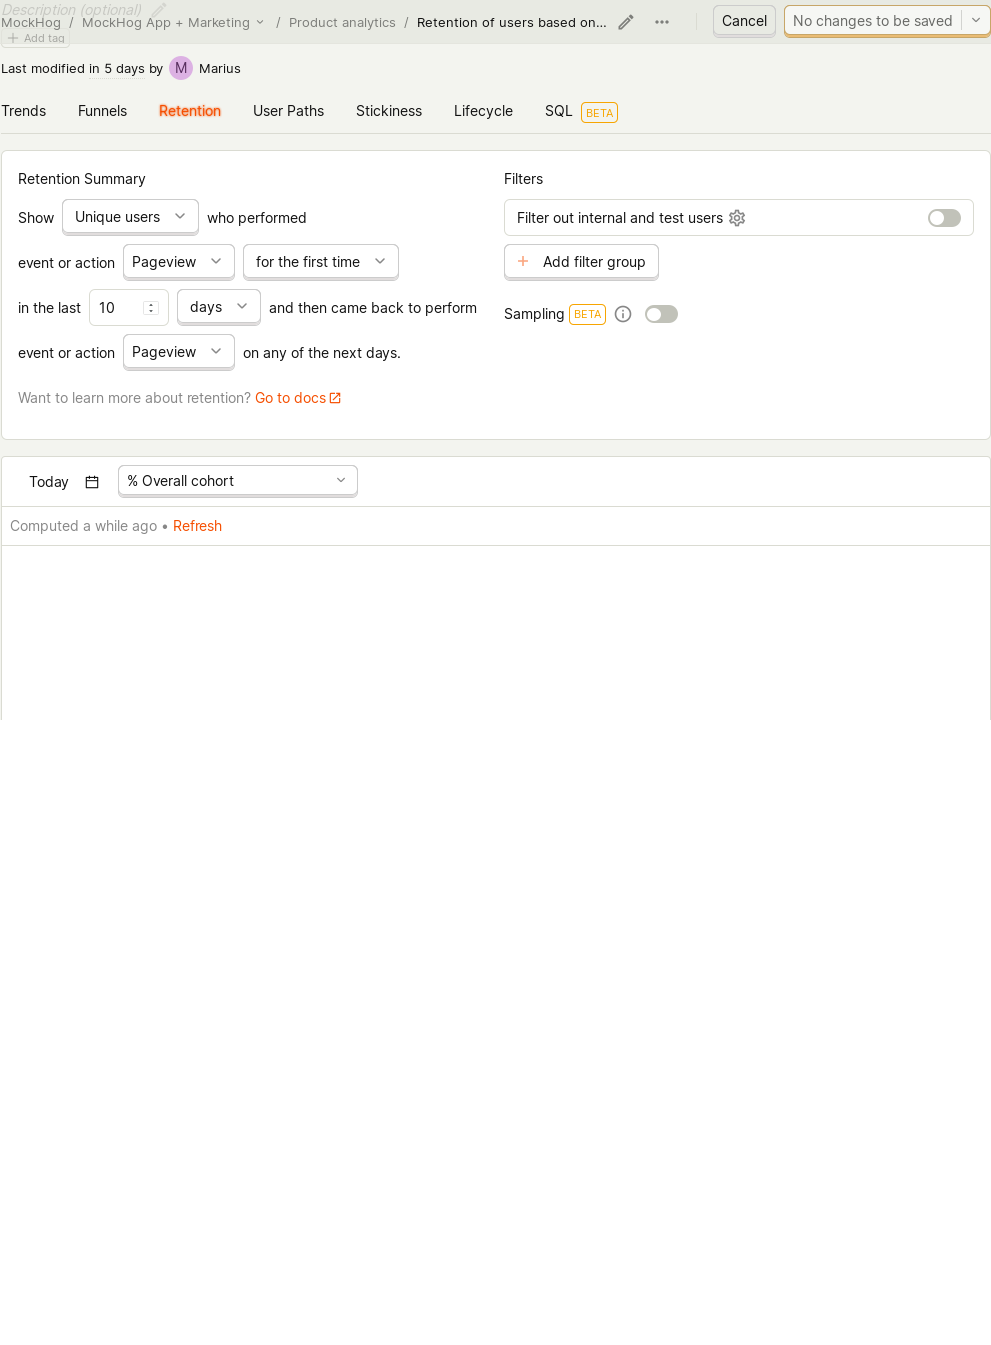 Description (optional)
MockHog / MockHog App + Marketing / Product analytics / Retention of users based on...
Cancel
No changes to be saved
Add tag
Last modified in 5 days by M Marius
Trends Funnels Retention User Paths Stickiness Lifecycle SQL BETA
Retention Summary
Show Unique users who performed
event or action Pageview for the first time
in the last 10 days and then came back to perform
event or action Pageview on any of the next days.
Want to learn more about retention? Go to docs
Filters
Filter out internal and test users
+ Add filter group
Sampling BETA
Today % Overall cohort
Computed a while ago • Refresh